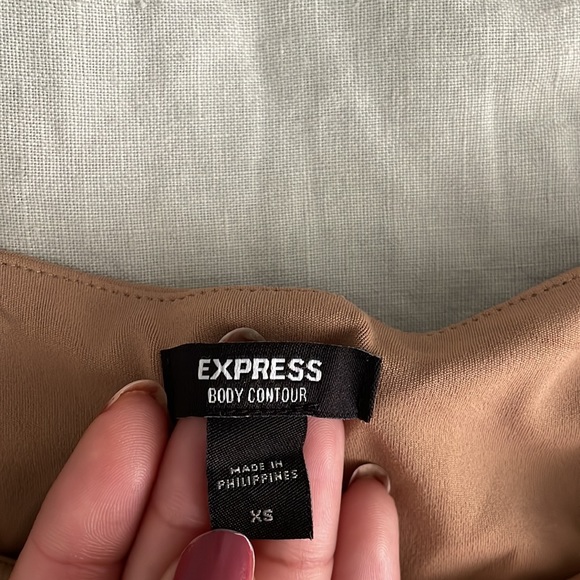 EXPRESS
BODY CONTOUR
MADE IN
PHILIPPINES
XS